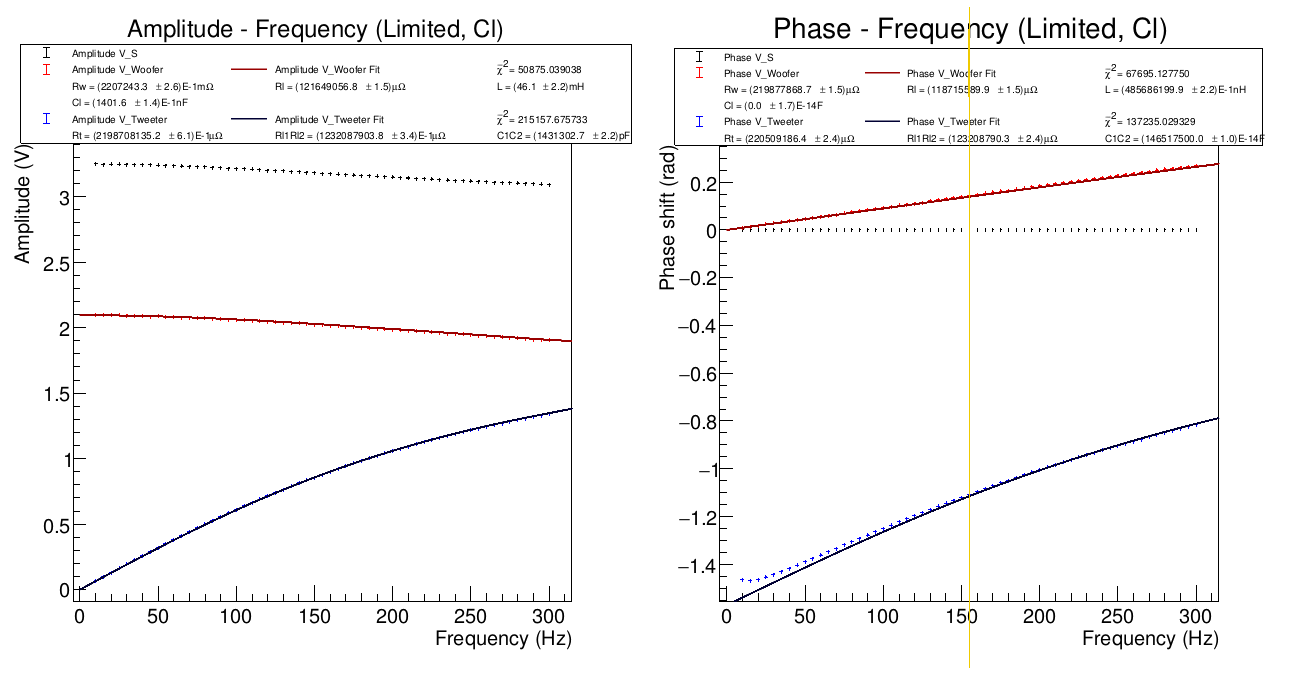 Amplitude - Frequency (Limited, Cl)
Amplitude V_S
Amplitude V_Woofer Amplitude V_Woofer Fit χ̅² = 50875.039038
Rw = (2207243.3 ± 2.6)E-1mΩ Rl = (121649056.8 ± 1.5)μΩ L = (46.1 ± 2.2)mH
Cl = (1401.6 ± 1.4)E-1nF
Amplitude V_Tweeter Amplitude V_Tweeter Fit χ̅² = 215157.675733
Rt = (2198708135.2 ± 6.1)E-1μΩ Rl1Rl2 = (1232087903.8 ± 3.4)E-1μΩ C1C2 = (1431302.7 ± 2.2)pF
Amplitude (V)
3
2.5
2
1.5
1
0.5
0
0 50 100 150 200 250 300
Frequency (Hz)
Phase - Frequency (Limited, Cl)
Phase V_S
Phase V_Woofer Phase V_Woofer Fit χ̅² = 67695.127750
Rw = (219877868.7 ± 1.5)μΩ Rl = (118715589.9 ± 1.5)μΩ L = (485686199.9 ± 2.2)E-1nH
Cl = (0.0 ± 1.7)E-14F
Phase V_Tweeter Phase V_Tweeter Fit χ̅² = 137235.029329
Rt = (220509186.4 ± 2.4)μΩ Rl1Rl2 = (123208790.3 ± 2.4)μΩ C1C2 = (146517500.0 ± 1.0)E-14F
Phase shift (rad)
0.2
0
−0.2
−0.4
−0.6
−0.8
−1
−1.2
−1.4
0 50 100 150 200 250 300
Frequency (Hz)